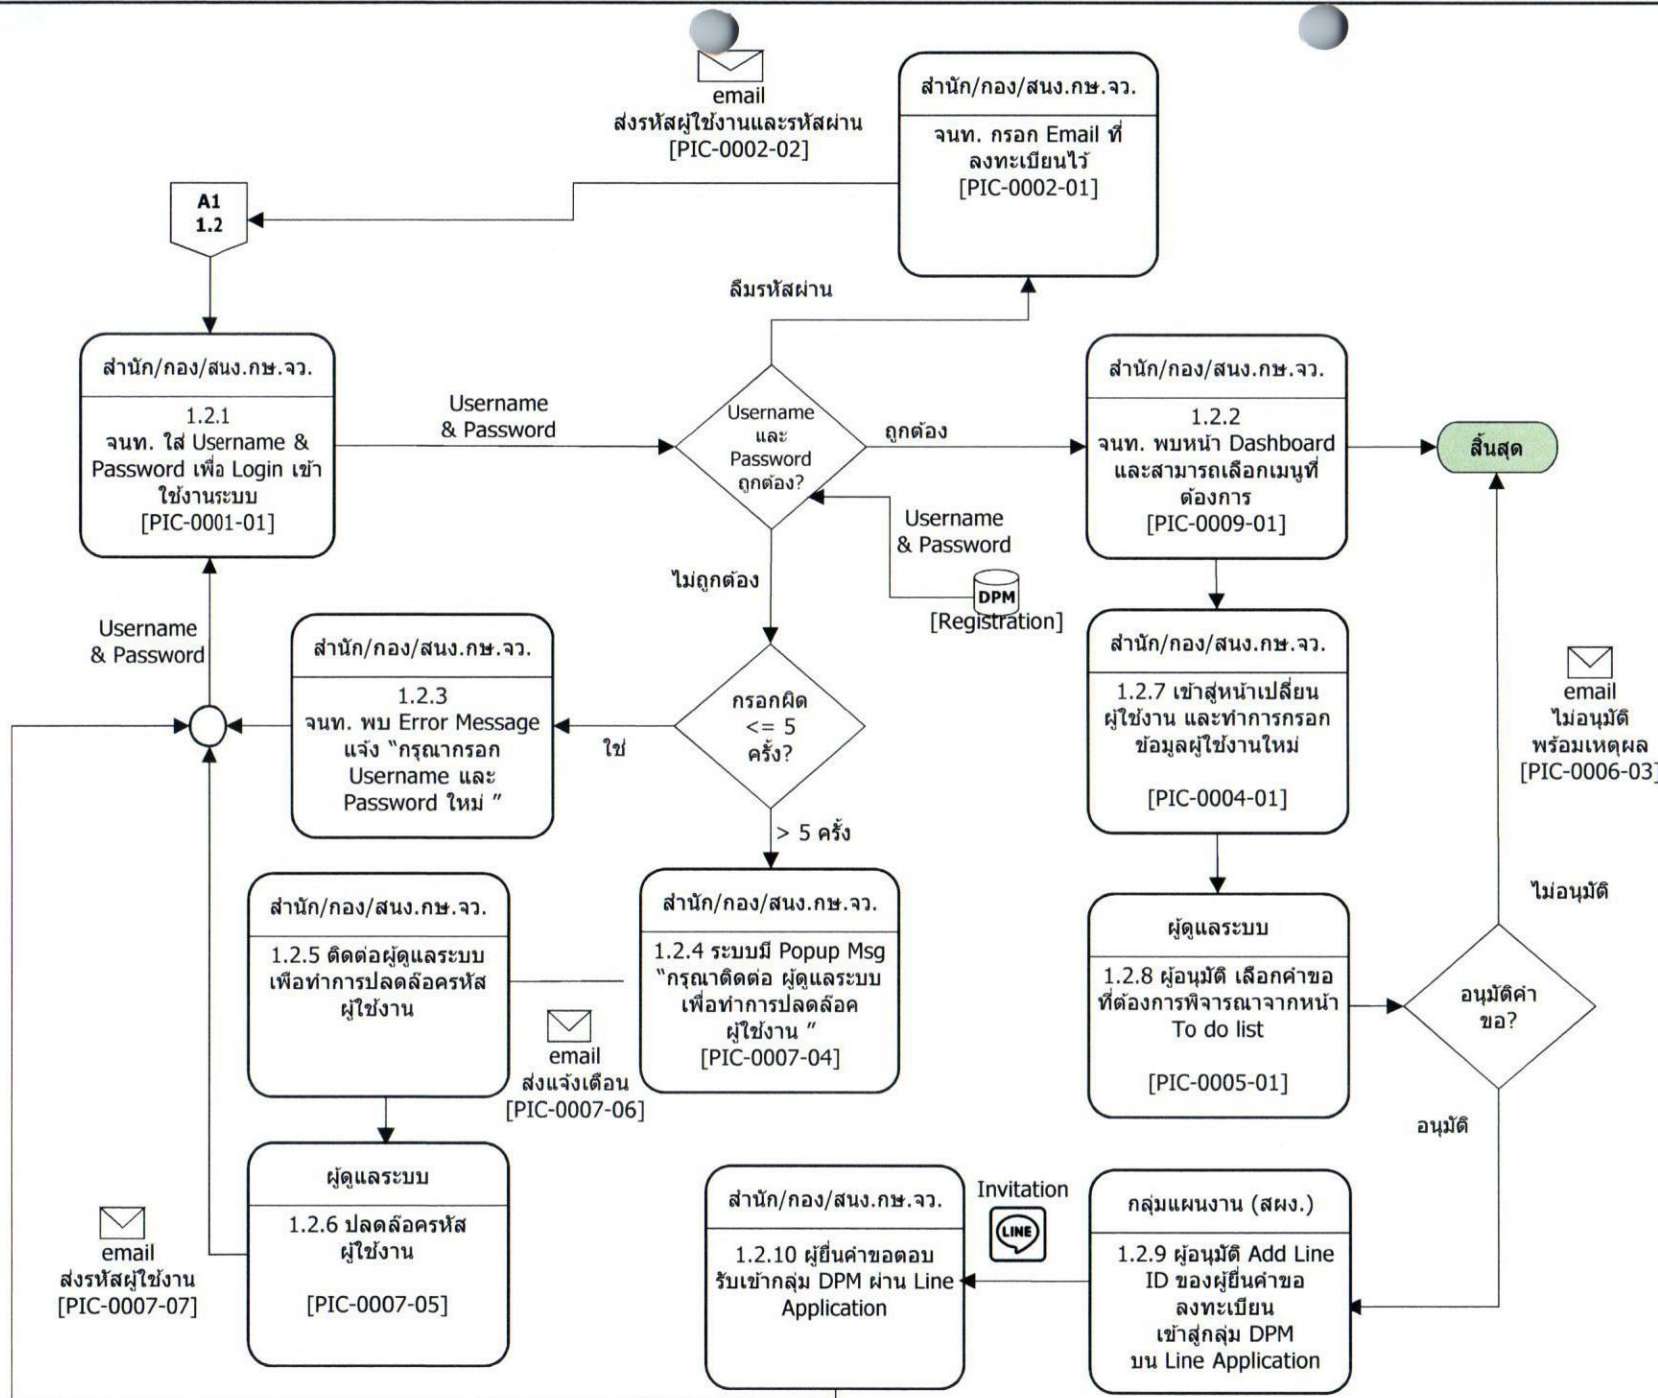 email
ส่งรหัสผู้ใช้งานและรหัสผ่าน
[PIC-0002-02]
สำนัก/กอง/สนง.กษ.จว.
จนท. กรอก Email ที่
ลงทะเบียนไว้
[PIC-0002-01]
A1
1.2
ลืมรหัสผ่าน
สำนัก/กอง/สนง.กษ.จว.
1.2.1
จนท. ใส่ Username &
Password เพื่อ Login เข้า
ใช้งานระบบ
[PIC-0001-01]
Username
& Password
Username
และ
Password
ถูกต้อง?
ถูกต้อง
สำนัก/กอง/สนง.กษ.จว.
1.2.2
จนท. พบหน้า Dashboard
และสามารถเลือกเมนูที่
ต้องการ
[PIC-0009-01]
สิ้นสุด
Username
& Password
DPM
[Registration]
ไม่ถูกต้อง
Username
& Password
สำนัก/กอง/สนง.กษ.จว.
1.2.3
จนท. พบ Error Message
แจ้ง “กรุณากรอก
Username และ
Password ใหม่ ”
ใช่
กรอกผิด
<= 5
ครั้ง?
> 5 ครั้ง
สำนัก/กอง/สนง.กษ.จว.
1.2.7 เข้าสู่หน้าเปลี่ยน
ผู้ใช้งาน และทำการกรอก
ข้อมูลผู้ใช้งานใหม่
[PIC-0004-01]
email
ไม่อนุมัติ
พร้อมเหตุผล
[PIC-0006-03]
สำนัก/กอง/สนง.กษ.จว.
1.2.5 ติดต่อผู้ดูแลระบบ
เพื่อทำการปลดล๊อครหัส
ผู้ใช้งาน
email
ส่งแจ้งเตือน
[PIC-0007-06]
สำนัก/กอง/สนง.กษ.จว.
1.2.4 ระบบมี Popup Msg
“กรุณาติดต่อ ผู้ดูแลระบบ
เพื่อทำการปลดล๊อค
ผู้ใช้งาน ”
[PIC-0007-04]
ผู้ดูแลระบบ
1.2.8 ผู้อนุมัติ เลือกคำขอ
ที่ต้องการพิจารณาจากหน้า
To do list
[PIC-0005-01]
ไม่อนุมัติ
อนุมัติคำ
ขอ?
อนุมัติ
email
ส่งรหัสผู้ใช้งาน
[PIC-0007-07]
ผู้ดูแลระบบ
1.2.6 ปลดล๊อครหัส
ผู้ใช้งาน
[PIC-0007-05]
สำนัก/กอง/สนง.กษ.จว.
1.2.10 ผู้ยื่นคำขอตอบ
รับเข้ากลุ่ม DPM ผ่าน Line
Application
Invitation
LINE
กลุ่มแผนงาน (สผง.)
1.2.9 ผู้อนุมัติ Add Line
ID ของผู้ยื่นคำขอ
ลงทะเบียน
เข้าสู่กลุ่ม DPM
บน Line Application